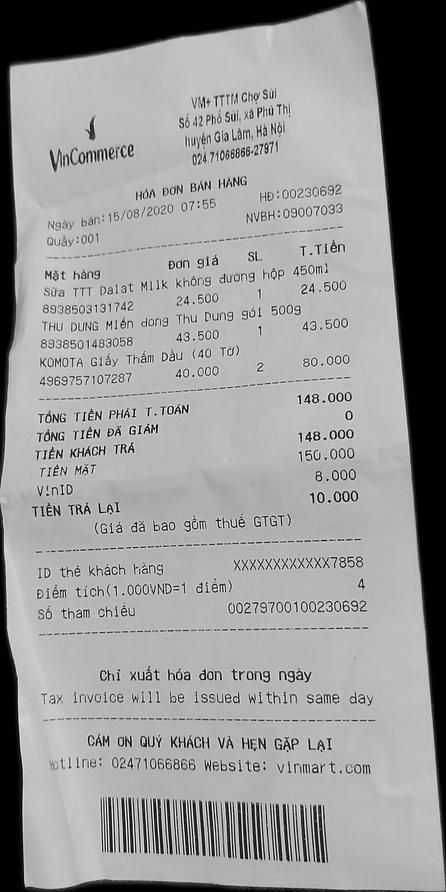 VinCommerce
VM+ TTTM Chợ Sủi
Số 42 Phố Sủi, xã Phú Thị
huyện Gia Lâm, Hà Nội
024.71066866-27971
HÓA ĐƠN BÁN HÀNG
Ngày bán:15/08/2020 07:55 HĐ:00230692
Quầy:001 NVBH:09007033
Mặt hàng Đơn giá SL T.Tiền
Sữa TTT Dalat Milk không đường hộp 450ml
8938503131742 24.500 1 24.500
THU DUNG Miến dong Thu Dung gói 500g
8938501483058 43.500 1 43.500
KOMOTA Giấy Thấm Dầu (40 Tờ)
4969757107287 40.000 2 80.000
TỔNG TIỀN PHẢI T.TOÁN 148.000
TỔNG TIỀN ĐÃ GIẢM 0
TIỀN KHÁCH TRẢ 148.000
TIỀN MẶT 150.000
VinID 8.000
TIỀN TRẢ LẠI 10.000
(Giá đã bao gồm thuế GTGT)
ID thẻ khách hàng XXXXXXXXXXXX7858
Điểm tích(1.000VND=1 điểm) 4
Số tham chiếu 00279700100230692
Chỉ xuất hóa đơn trong ngày
Tax invoice will be issued within same day
CẢM ƠN QUÝ KHÁCH VÀ HẸN GẶP LẠI
Hotline: 02471066866 Website: vinmart.com